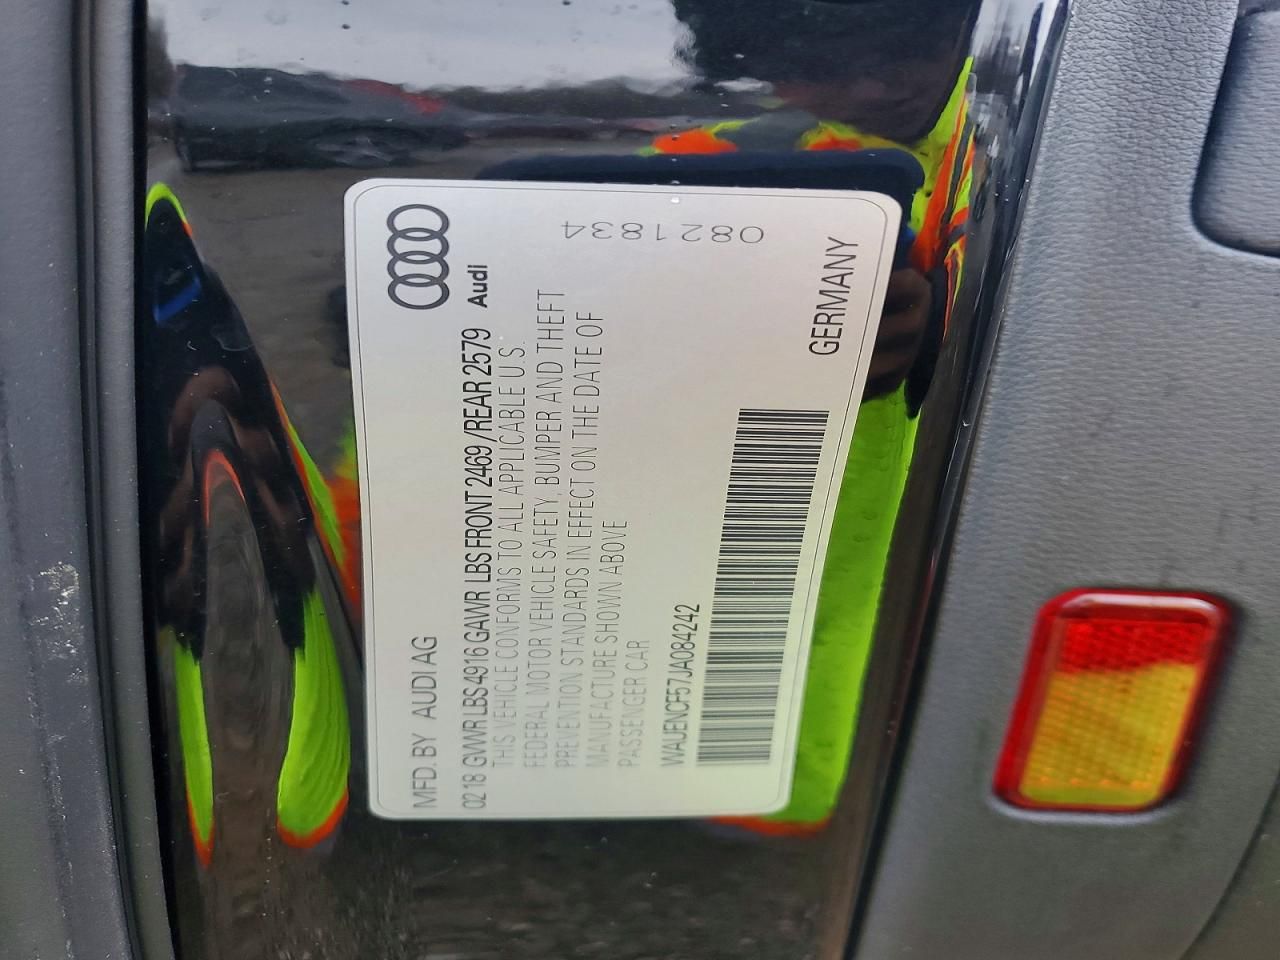 MFD. BY AUDI AG
0218 GVWR LBS 4916 GAWR LBS FRONT 2469 /REAR 2579
Audi
THIS VEHICLE CONFORMS TO ALL APPLICABLE U.S.
FEDERAL MOTOR VEHICLE SAFETY, BUMPER AND THEFT
PREVENTION STANDARDS IN EFFECT ON THE DATE OF
MANUFACTURE SHOWN ABOVE
PASSENGER CAR
WAUENCF57JA084242
GERMANY
0821834